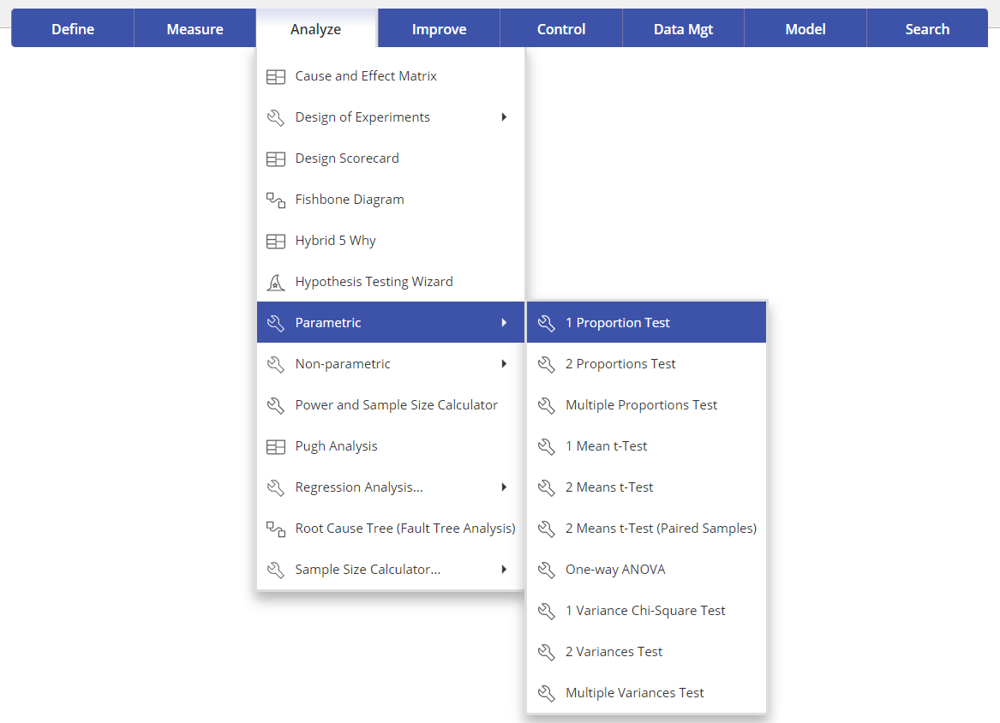 Define
Measure
Analyze
Improve
Control
Data Mgt
Model
Search
Cause and Effect Matrix
Design of Experiments
Design Scorecard
Fishbone Diagram
Hybrid 5 Why
Hypothesis Testing Wizard
Parametric
Non-parametric
Power and Sample Size Calculator
Pugh Analysis
Regression Analysis...
Root Cause Tree (Fault Tree Analysis)
Sample Size Calculator...
1 Proportion Test
2 Proportions Test
Multiple Proportions Test
1 Mean t-Test
2 Means t-Test
2 Means t-Test (Paired Samples)
One-way ANOVA
1 Variance Chi-Square Test
2 Variances Test
Multiple Variances Test